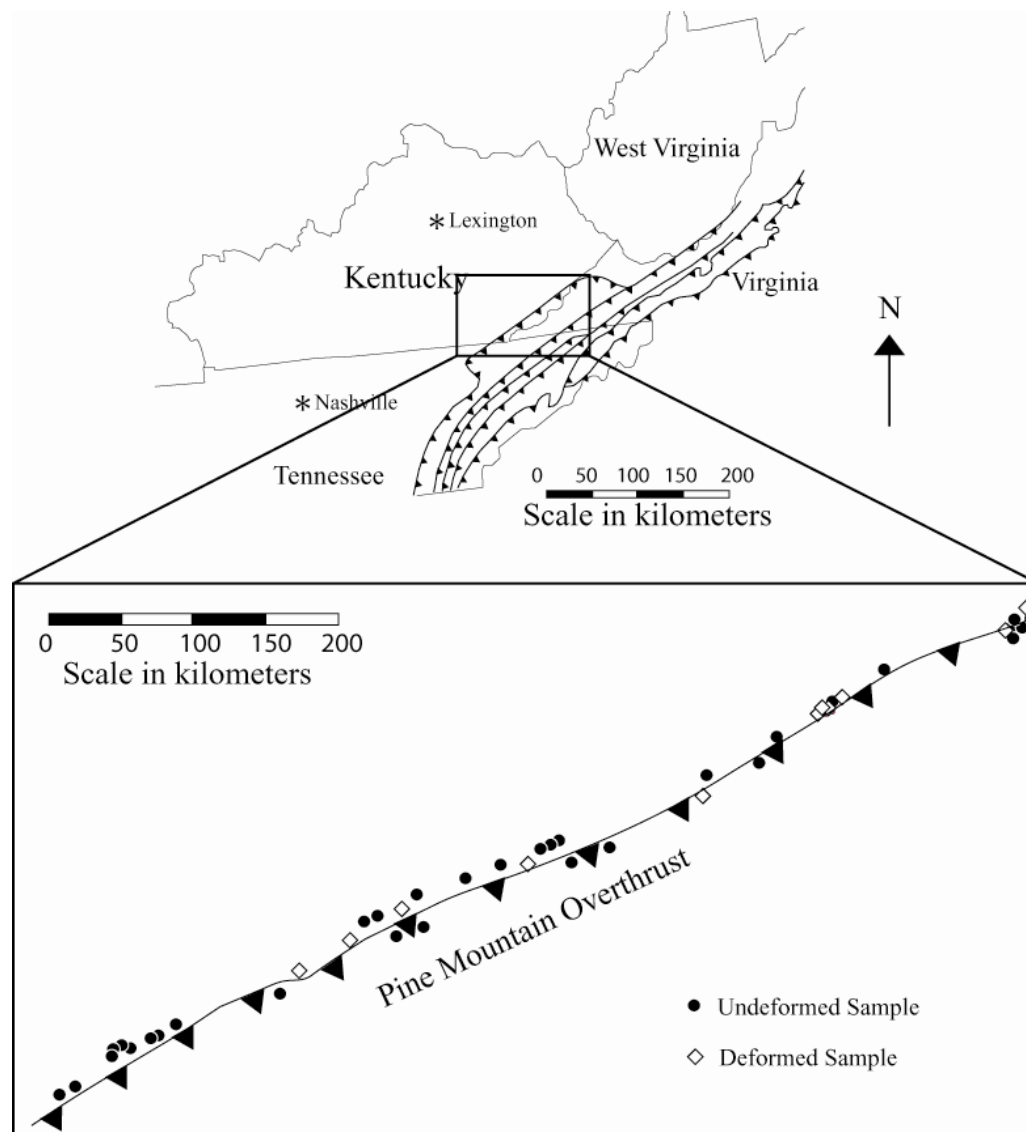 West Virginia
* Lexington
Kentucky
Virginia
N
* Nashville
Tennessee
0 50 100 150 200
Scale in kilometers
0 50 100 150 200
Scale in kilometers
Pine Mountain Overthrust
Undeformed Sample
Deformed Sample